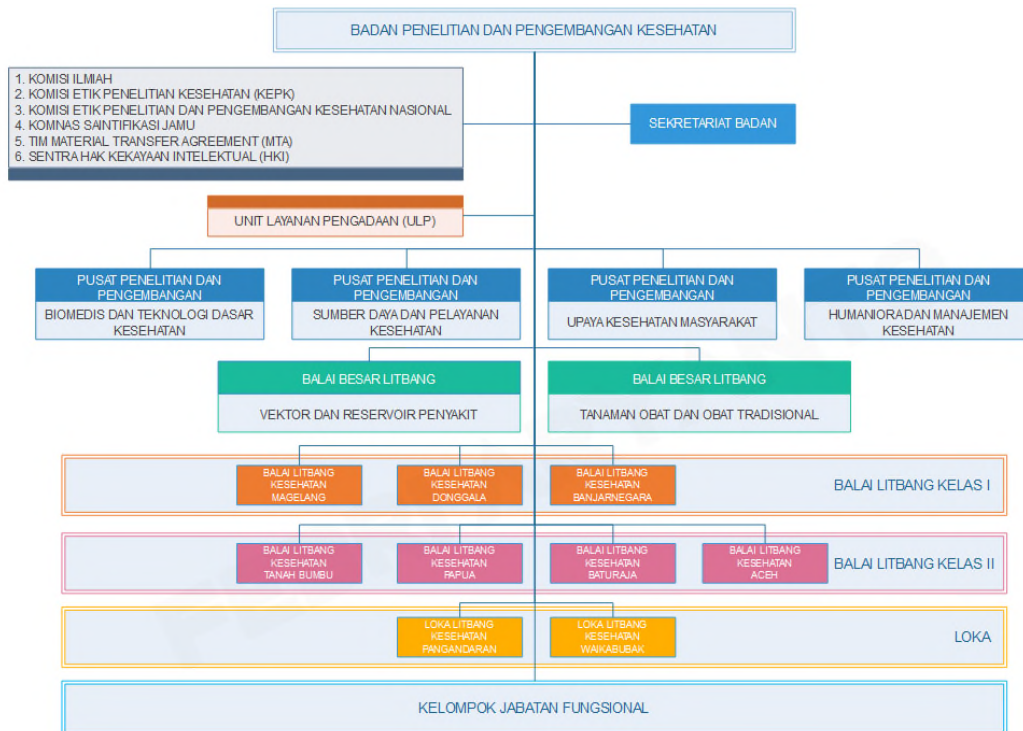 BADAN PENELITIAN DAN PENGEMBANGAN KESEHATAN
1. KOMISI ILMIAH
2. KOMISI ETIK PENELITIAN KESEHATAN (KEPK)
3. KOMISI ETIK PENELITIAN DAN PENGEMBANGAN KESEHATAN NASIONAL
4. KOMNAS SAINTIFIKASI JAMU
5. TIM MATERIAL TRANSFER AGREEMENT (MTA)
6. SENTRA HAK KEKAYAAN INTELEKTUAL (HKI)
SEKRETARIAT BADAN
UNIT LAYANAN PENGADAAN (ULP)
PUSAT PENELITIAN DAN
PENGEMBANGAN
BIOMEDIS DAN TEKNOLOGI DASAR
KESEHATAN
PUSAT PENELITIAN DAN
PENGEMBANGAN
SUMBER DAYA DAN PELAYANAN
KESEHATAN
PUSAT PENELITIAN DAN
PENGEMBANGAN
UPAYA KESEHATAN MASYARAKAT
PUSAT PENELITIAN DAN
PENGEMBANGAN
HUMANIORA DAN MANAJEMEN
KESEHATAN
BALAI BESAR LITBANG
VEKTOR DAN RESERVOIR PENYAKIT
BALAI BESAR LITBANG
TANAMAN OBAT DAN OBAT TRADISIONAL
BALAI LITBANG
KESEHATAN
MAGELANG
BALAI LITBANG
KESEHATAN
DONGGALA
BALAI LITBANG
KESEHATAN
BANJARNEGARA
BALAI LITBANG KELAS I
BALAI LITBANG
KESEHATAN
TANAH BUMBU
BALAI LITBANG
KESEHATAN
PAPUA
BALAI LITBANG
KESEHATAN
BATURAJA
BALAI LITBANG
KESEHATAN
ACEH
BALAI LITBANG KELAS II
LOKA LITBANG
KESEHATAN
PANGANDARAN
LOKA LITBANG
KESEHATAN
WAIKABUBAK
LOKA
KELOMPOK JABATAN FUNGSIONAL